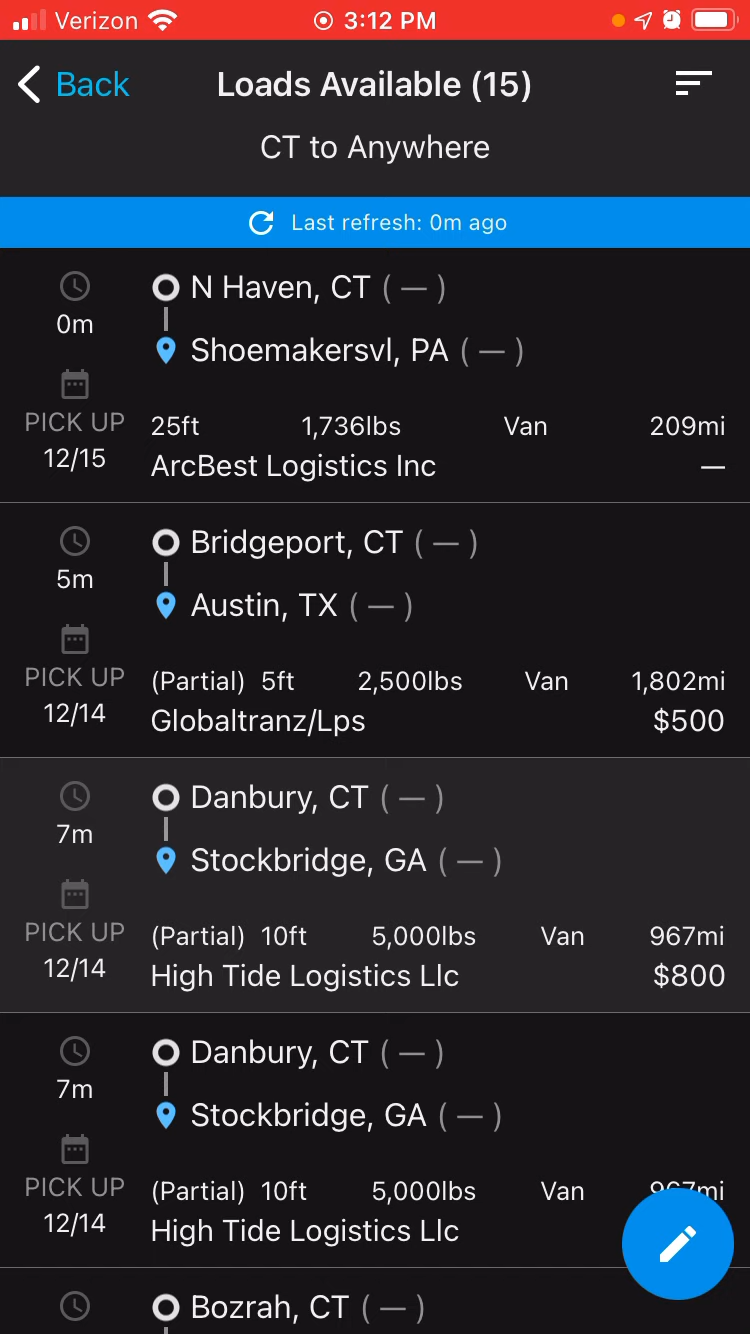 Verizon 3:12 PM
Back Loads Available (15)
CT to Anywhere
Last refresh: 0m ago
N Haven, CT ( — )
0m
Shoemakersvl, PA ( — )
PICK UP 25ft 1,736lbs Van 209mi
12/15 ArcBest Logistics Inc —
Bridgeport, CT ( — )
5m
Austin, TX ( — )
PICK UP (Partial) 5ft 2,500lbs Van 1,802mi
12/14 Globaltranz/Lps $500
Danbury, CT ( — )
7m
Stockbridge, GA ( — )
PICK UP (Partial) 10ft 5,000lbs Van 967mi
12/14 High Tide Logistics Llc $800
Danbury, CT ( — )
7m
Stockbridge, GA ( — )
PICK UP (Partial) 10ft 5,000lbs Van 967mi
12/14 High Tide Logistics Llc
Bozrah, CT ( — )